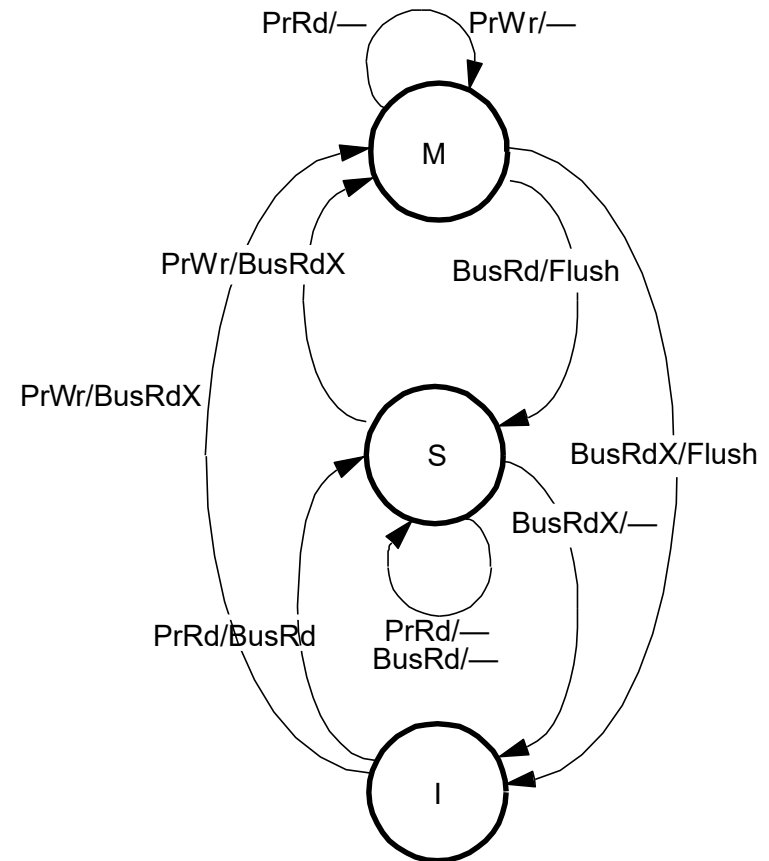 PrRd/—
PrWr/—
M
PrWr/BusRdX
BusRd/Flush
PrWr/BusRdX
S
BusRdX/Flush
BusRdX/—
PrRd/BusRd
PrRd/—
BusRd/—
I